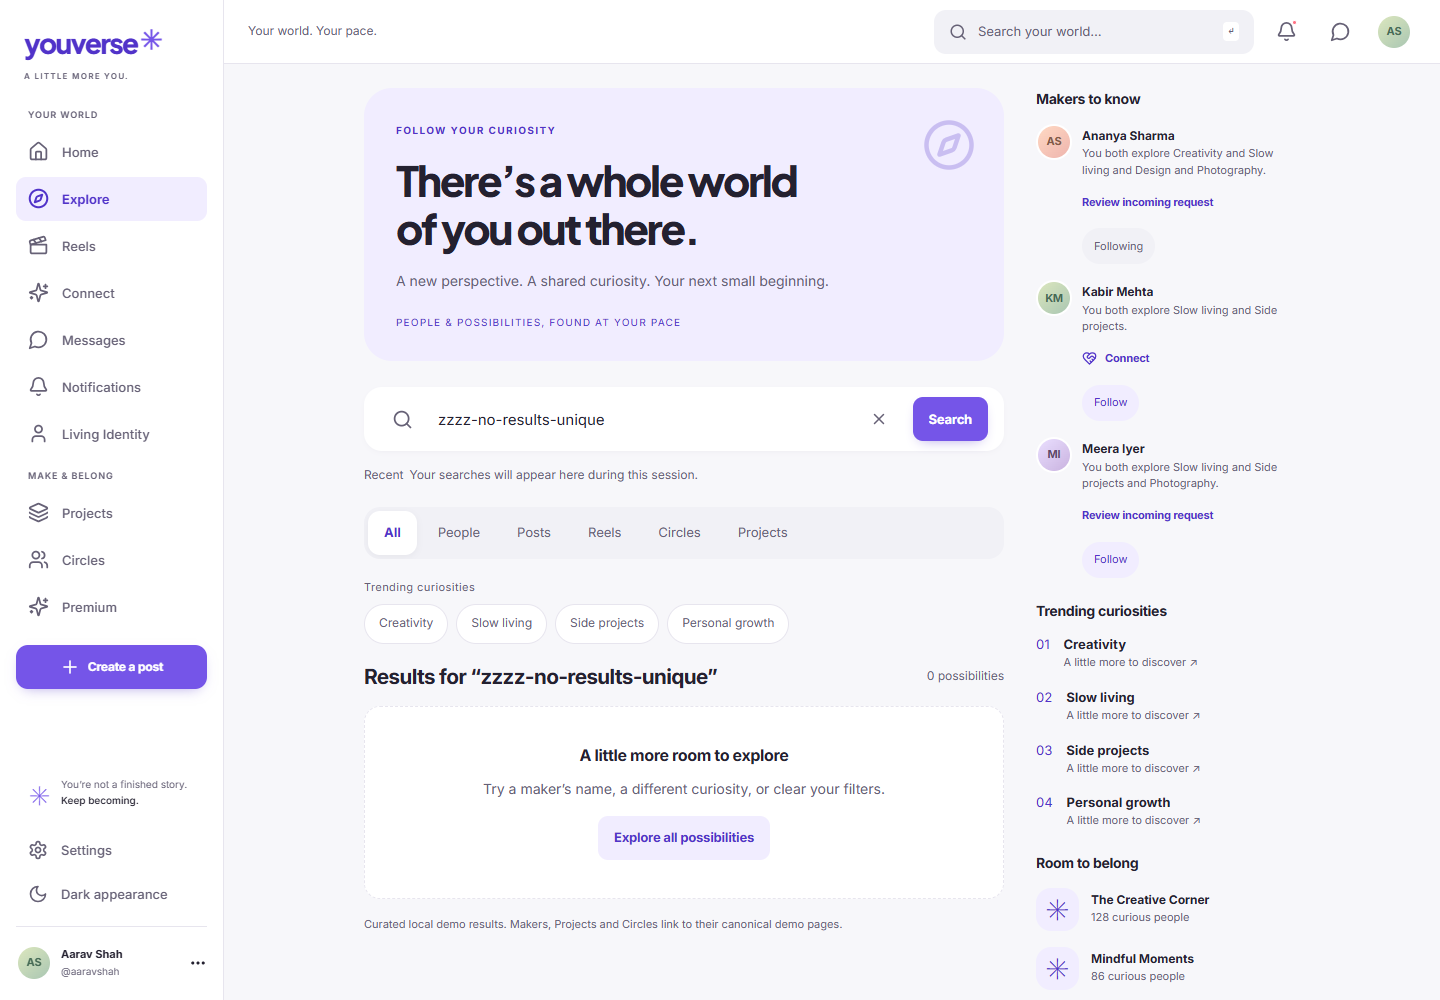 youverse
A LITTLE MORE YOU.
YOUR WORLD
Home
Explore
Reels
Connect
Messages
Notifications
Living Identity
MAKE & BELONG
Projects
Circles
Premium
Create a post
You’re not a finished story.
Keep becoming.
Settings
Dark appearance
AS
Aarav Shah
@aaravshah
Your world. Your pace.
Search your world...
AS
FOLLOW YOUR CURIOSITY
There’s a whole world
of you out there.
A new perspective. A shared curiosity. Your next small beginning.
PEOPLE & POSSIBILITIES, FOUND AT YOUR PACE
zzzz-no-results-unique
Search
Recent Your searches will appear here during this session.
All People Posts Reels Circles Projects
Trending curiosities
Creativity Slow living Side projects Personal growth
Results for “zzzz-no-results-unique”
0 possibilities
A little more room to explore
Try a maker’s name, a different curiosity, or clear your filters.
Explore all possibilities
Curated local demo results. Makers, Projects and Circles link to their canonical demo pages.
Makers to know
AS
Ananya Sharma
You both explore Creativity and Slow
living and Design and Photography.
Review incoming request
Following
KM
Kabir Mehta
You both explore Slow living and Side
projects.
Connect
Follow
MI
Meera Iyer
You both explore Slow living and Side
projects and Photography.
Review incoming request
Follow
Trending curiosities
01 Creativity
A little more to discover ↗
02 Slow living
A little more to discover ↗
03 Side projects
A little more to discover ↗
04 Personal growth
A little more to discover ↗
Room to belong
The Creative Corner
128 curious people
Mindful Moments
86 curious people